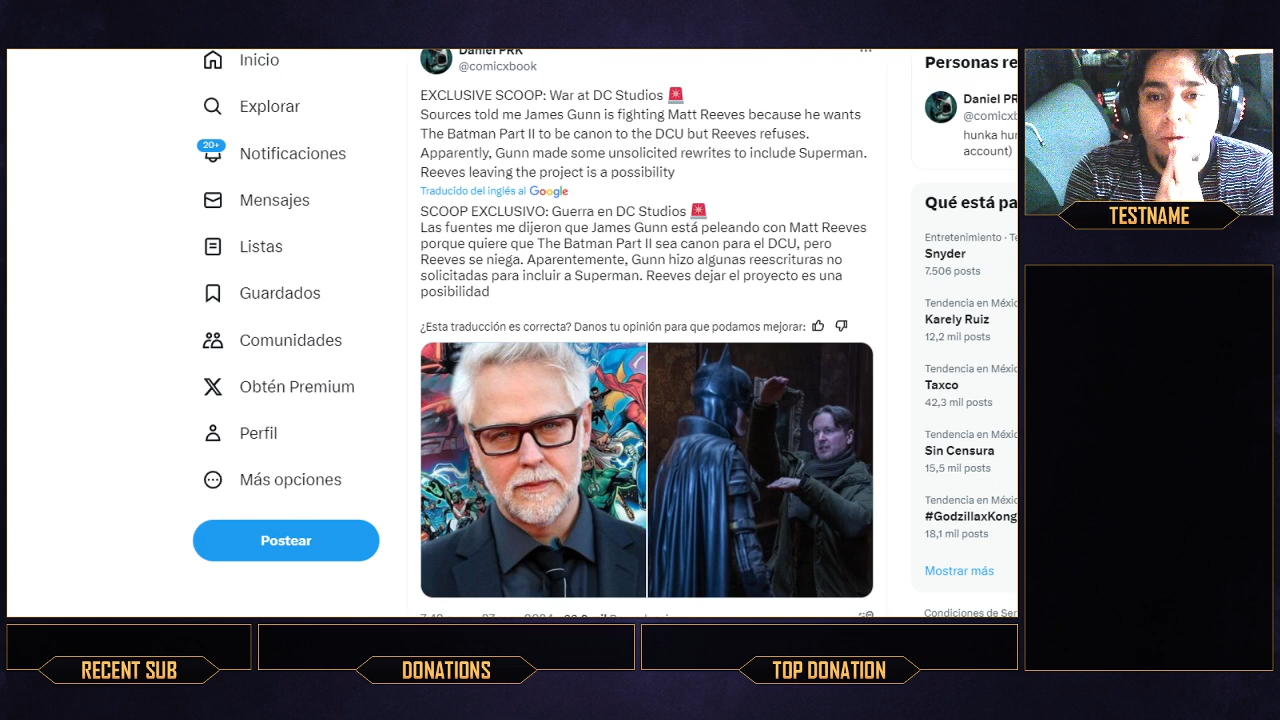 Inicio
Explorar
20+
Notificaciones
Mensajes
Listas
Guardados
Comunidades
Obtén Premium
Perfil
Más opciones
Postear
Daniel PRK
@comicxbook
EXCLUSIVE SCOOP: War at DC Studios 🚨
Sources told me James Gunn is fighting Matt Reeves because he wants
The Batman Part II to be canon to the DCU but Reeves refuses.
Apparently, Gunn made some unsolicited rewrites to include Superman.
Reeves leaving the project is a possibility
Traducido del inglés al Google
SCOOP EXCLUSIVO: Guerra en DC Studios 🚨
Las fuentes me dijeron que James Gunn está peleando con Matt Reeves
porque quiere que The Batman Part II sea canon para el DCU, pero
Reeves se niega. Aparentemente, Gunn hizo algunas reescrituras no
solicitadas para incluir a Superman. Reeves dejar el proyecto es una
posibilidad
¿Esta traducción es correcta? Danos tu opinión para que podamos mejorar:
Personas re
Daniel PR
@comicxb
hunka hur
account)
Qué está pa
Entretenimiento · Te
Snyder
7.506 posts
Tendencia en Méxic
Karely Ruiz
12,2 mil posts
Tendencia en Méxic
Taxco
42,3 mil posts
Tendencia en Méxic
Sin Censura
15,5 mil posts
Tendencia en Méxic
#GodzillaxKong
18,1 mil posts
Mostrar más
Condiciones de Ser
TESTNAME
RECENT SUB
DONATIONS
TOP DONATION